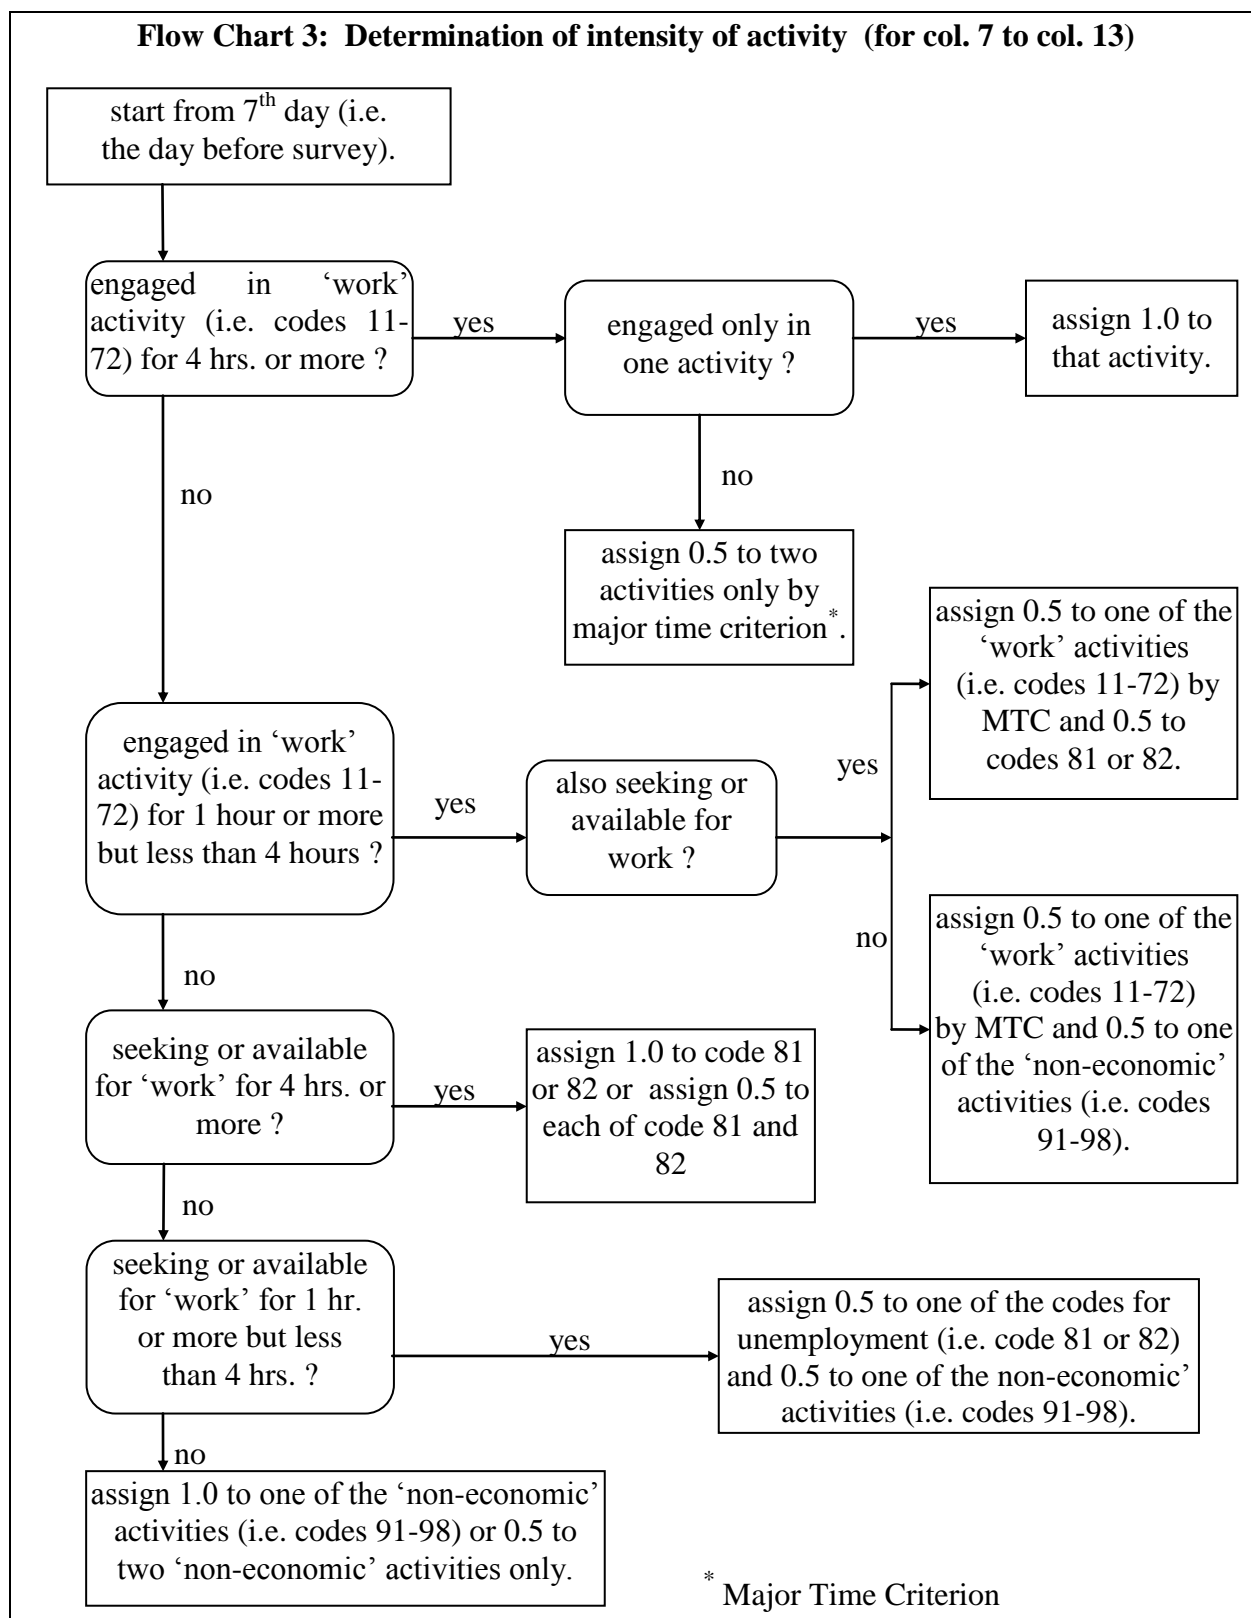 Flow Chart 3:  Determination of intensity of activity  (for col. 7 to col. 13)
start from 7th day (i.e.
the day before survey).
engaged in ‘work’
activity (i.e. codes 11-
72) for 4 hrs. or more ?
yes
engaged only in
one activity ?
yes
assign 1.0 to
that activity.
no
no
assign 0.5 to two
activities only by
major time criterion*.
engaged in ‘work’
activity (i.e. codes 11-
72) for 1 hour or more
but less than 4 hours ?
yes
also seeking or
available for
work ?
yes
assign 0.5 to one of the
‘work’ activities
(i.e. codes 11-72) by
MTC and 0.5 to
codes 81 or 82.
no
assign 0.5 to one of the
‘work’ activities
(i.e. codes 11-72)
by MTC and 0.5 to one
of the ‘non-economic’
activities (i.e. codes
91-98).
no
seeking or available
for ‘work’ for 4 hrs. or
more ?
yes
assign 1.0 to code 81
or 82 or  assign 0.5 to
each of code 81 and
82
no
seeking or available
for ‘work’ for 1 hr.
or more but less
than 4 hrs. ?
yes
assign 0.5 to one of the codes for
unemployment (i.e. code 81 or 82)
and 0.5 to one of the non-economic’
activities (i.e. codes 91-98).
no
assign 1.0 to one of the ‘non-economic’
activities (i.e. codes 91-98) or 0.5 to
two ‘non-economic’ activities only.
* Major Time Criterion